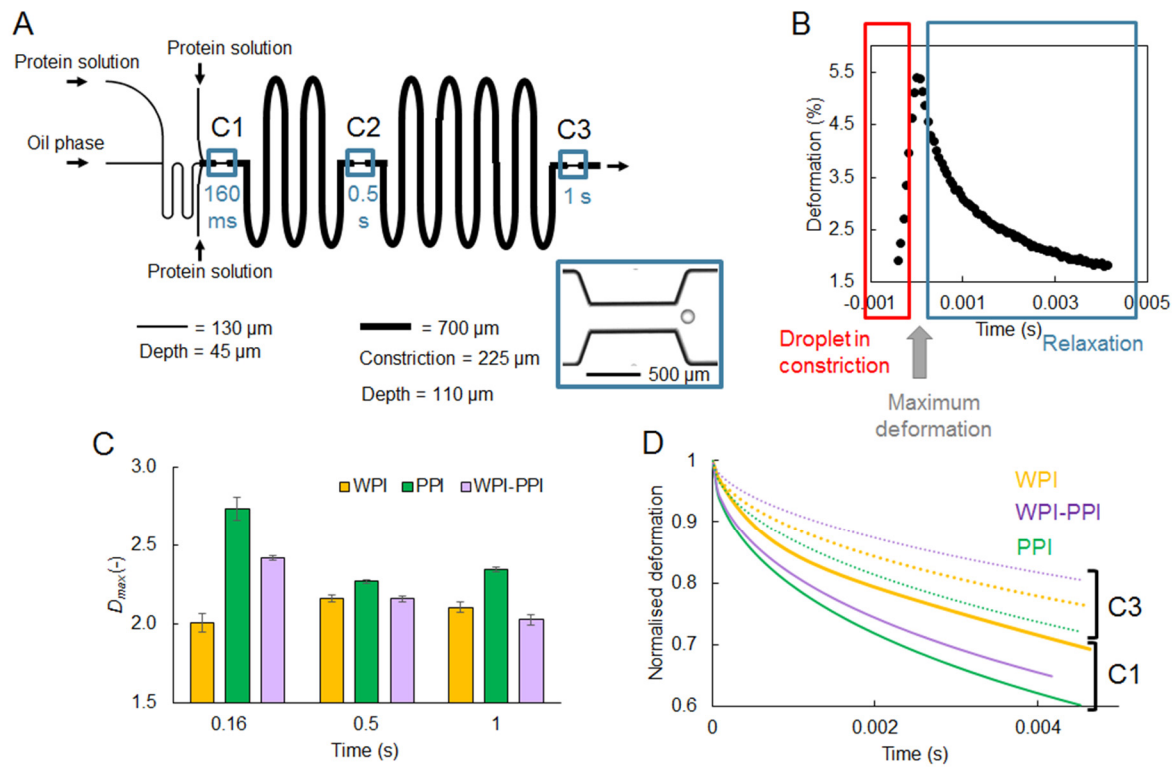 A
Protein solution
Protein solution
Oil phase
C1
C2
C3
160
ms
0.5
s
1 s
Protein solution
= 130 µm
Depth = 45 µm
= 700 µm
Constriction = 225 µm
Depth = 110 µm
500 µm
B
Deformation (%)
5.5
4.5
3.5
2.5
1.5
-0.001
0.001
0.003
0.005
Time (s)
Droplet in
constriction
Relaxation
Maximum
deformation
C
Dmax (-)
3.0
2.5
2.0
1.5
WPI
PPI
WPI-PPI
0.16
0.5
1
Time (s)
D
Normalised deformation
1
0.9
0.8
0.7
0.6
WPI
WPI-PPI
PPI
C3
C1
0
0.002
0.004
Time (s)